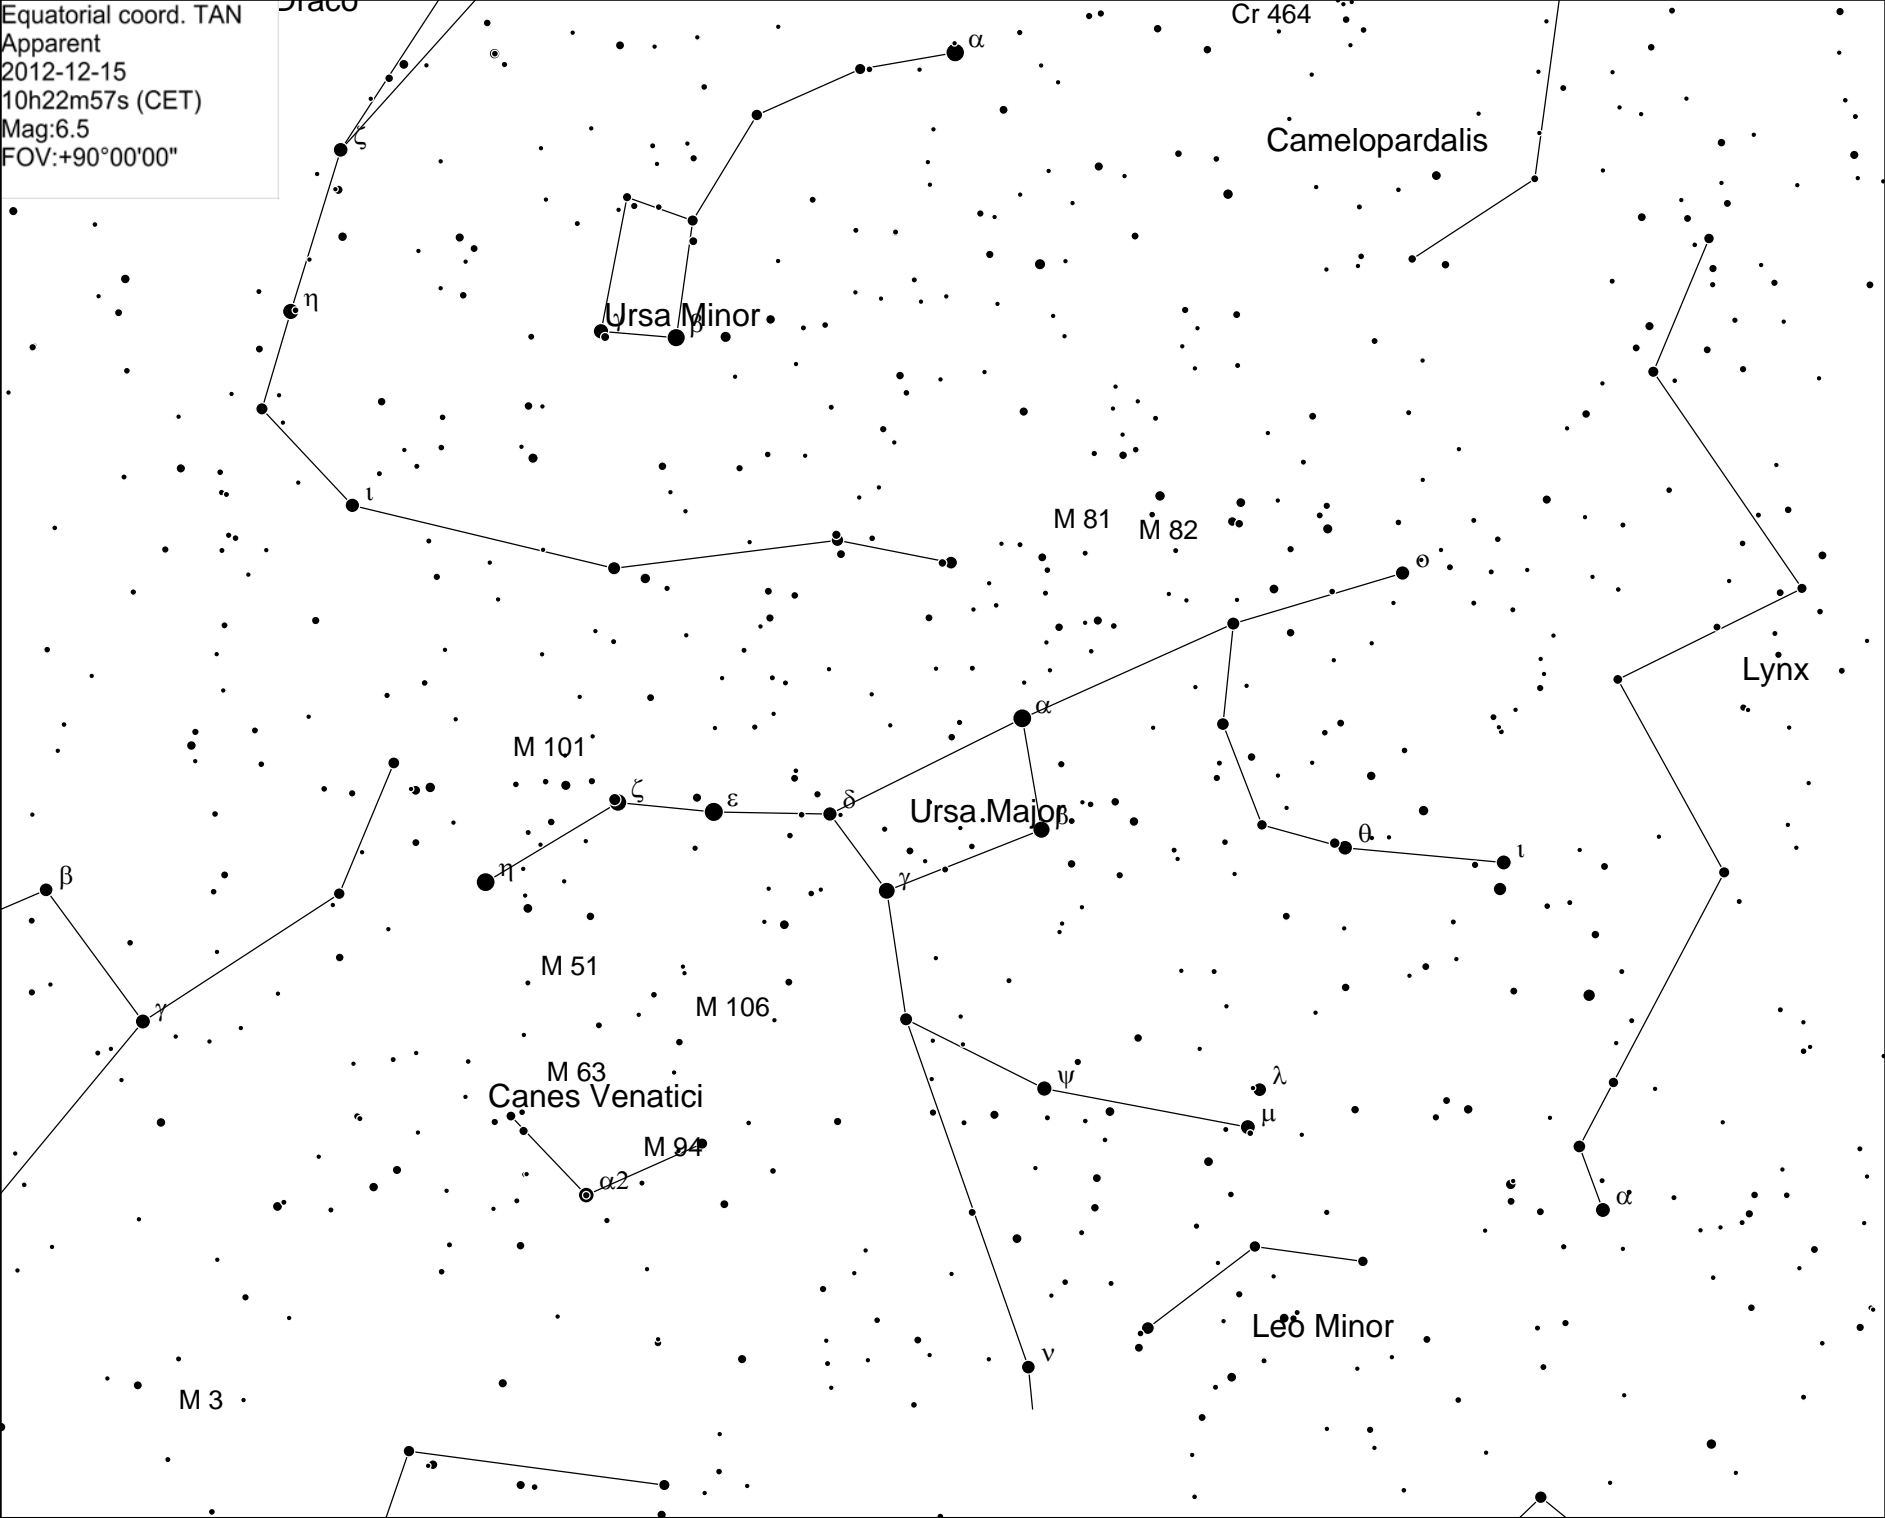 Equatorial coord. TAN
Apparent
2012-12-15
10h22m57s (CET)
Mag:6.5
FOV:+90°00'00"
Draco
Cr 464
α
Camelopardalis
ζ
η
Ursa Minor
γ
β
ι
M 81
M 82
ο
Lynx
α
M 101
ζ
ε
δ
Ursa Major
β
θ
ι
η
γ
β
M 51
M 106
γ
M 63
Canes Venatici
ψ
λ
μ
M 94
α2
α
Leo Minor
ν
M 3